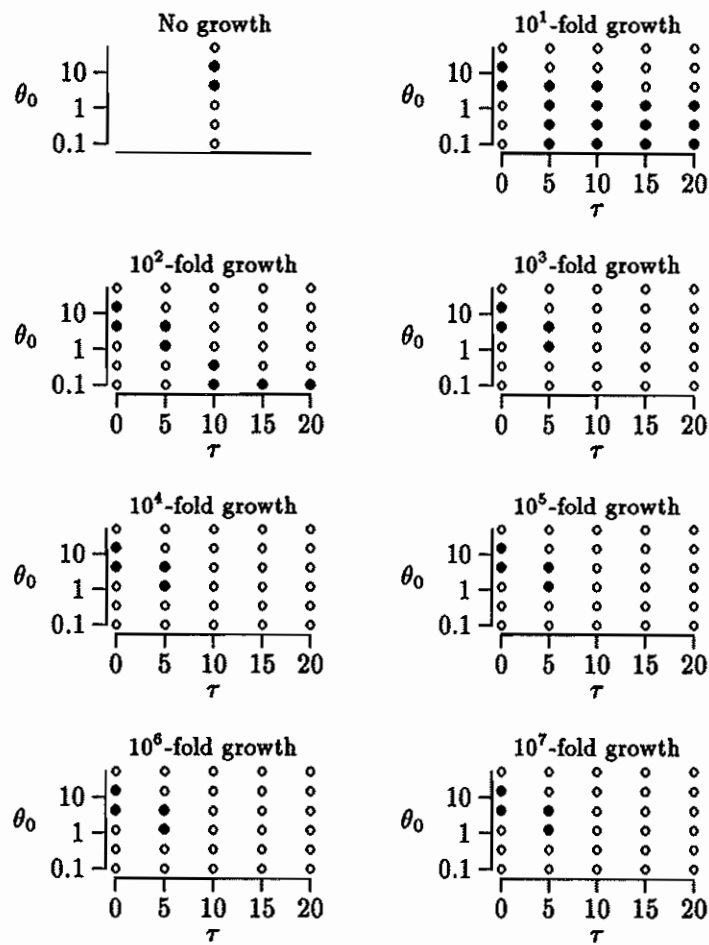 No growth
10¹-fold growth
θ₀
10
1
0.1
10
1
0.1
0 5 10 15 20
τ
10²-fold growth
10³-fold growth
θ₀
10
1
0.1
0 5 10 15 20
τ
θ₀
10
1
0.1
0 5 10 15 20
τ
10⁴-fold growth
10⁵-fold growth
θ₀
10
1
0.1
0 5 10 15 20
τ
θ₀
10
1
0.1
0 5 10 15 20
τ
10⁶-fold growth
10⁷-fold growth
θ₀
10
1
0.1
0 5 10 15 20
τ
θ₀
10
1
0.1
0 5 10 15 20
τ